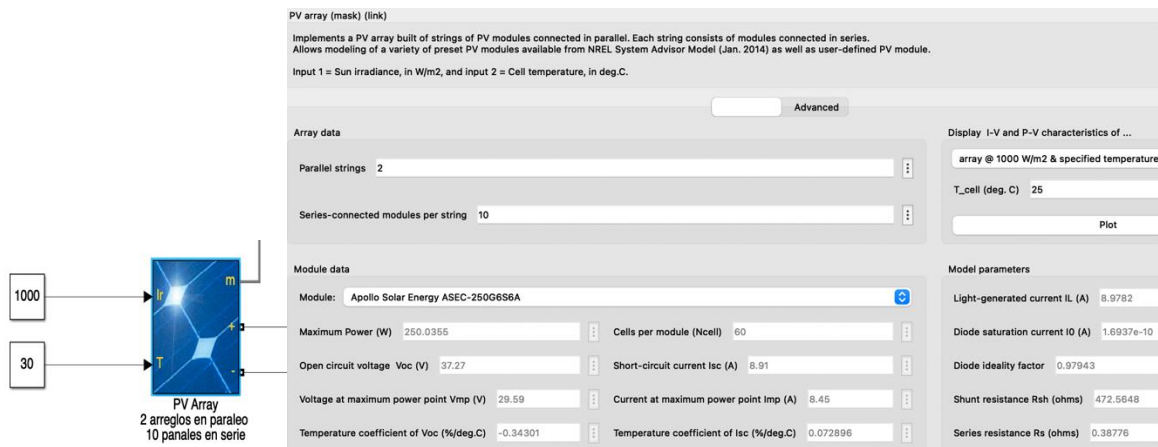 PV array (mask) (link)
Implements a PV array built of strings of PV modules connected in parallel. Each string consists of modules connected in series.
Allows modeling of a variety of preset PV modules available from NREL System Advisor Model (Jan. 2014) as well as user-defined PV module.
Input 1 = Sun irradiance, in W/m2, and input 2 = Cell temperature, in deg.C.
Advanced
Array data
Parallel strings 2
Series-connected modules per string 10
Display I-V and P-V characteristics of ...
array @ 1000 W/m2 & specified temperature
T_cell (deg. C) 25
Plot
Module data
Module: Apollo Solar Energy ASEC-250G6S6A
Maximum Power (W) 250.0355 Cells per module (Ncell) 60
Open circuit voltage Voc (V) 37.27 Short-circuit current Isc (A) 8.91
Voltage at maximum power point Vmp (V) 29.59 Current at maximum power point Imp (A) 8.45
Temperature coefficient of Voc (%/deg.C) -0.34301 Temperature coefficient of Isc (%/deg.C) 0.072896
Model parameters
Light-generated current IL (A) 8.9782
Diode saturation current I0 (A) 1.6937e-10
Diode ideality factor 0.97943
Shunt resistance Rsh (ohms) 472.5648
Series resistance Rs (ohms) 0.38776
1000
30
Ir
T
m
+
-
PV Array
2 arreglos en paraleo
10 panales en serie